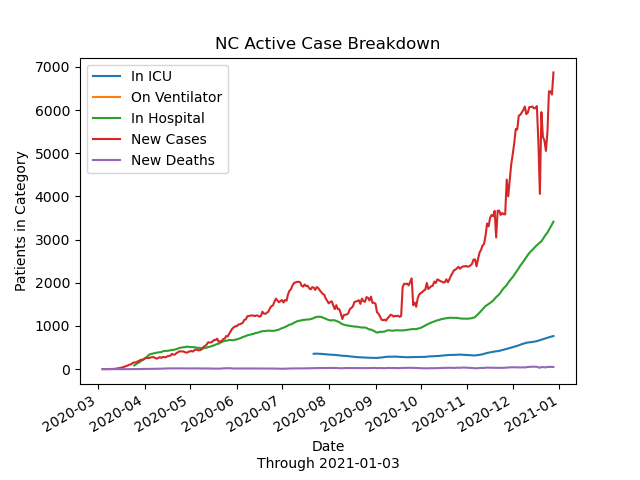 NC Active Case Breakdown
In ICU
On Ventilator
In Hospital
New Cases
New Deaths
Patients in Category
7000
6000
5000
4000
3000
2000
1000
0
2020-03
2020-04
2020-05
2020-06
2020-07
2020-08
2020-09
2020-10
2020-11
2020-12
2021-01
Date
Through 2021-01-03